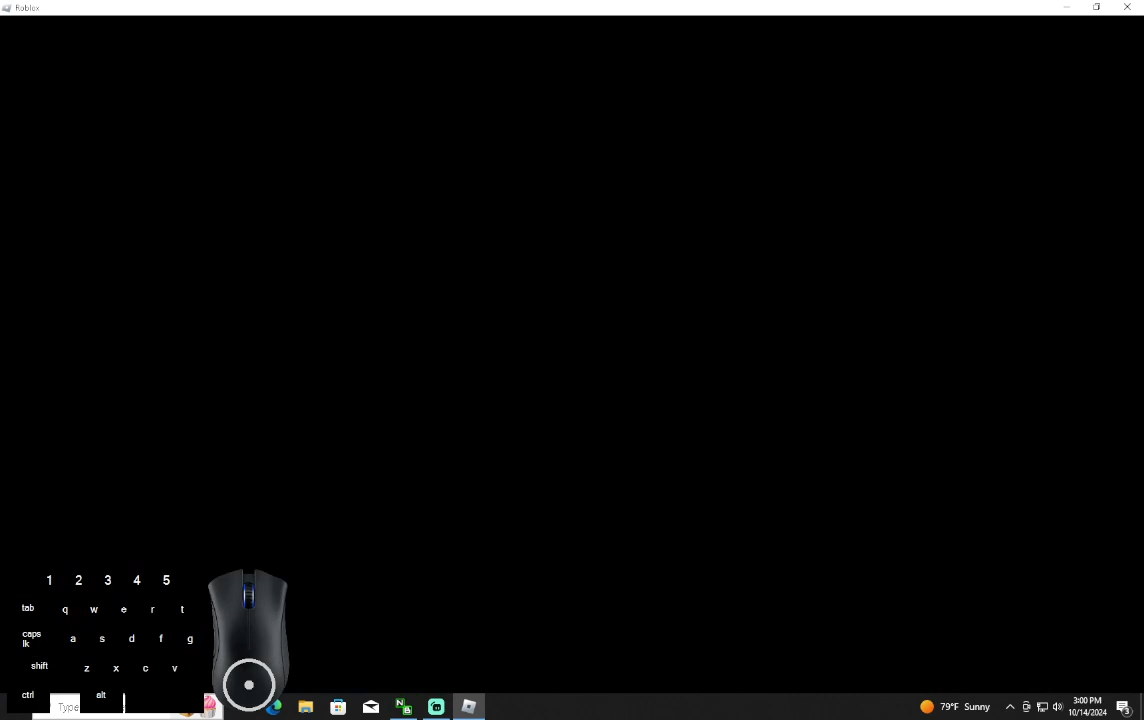 Roblox
1 2 3 4 5
tab q w e r t
caps lk a s d f g
shift z x c v
ctrl alt
Type
79°F Sunny
3:00 PM
10/14/2024
3